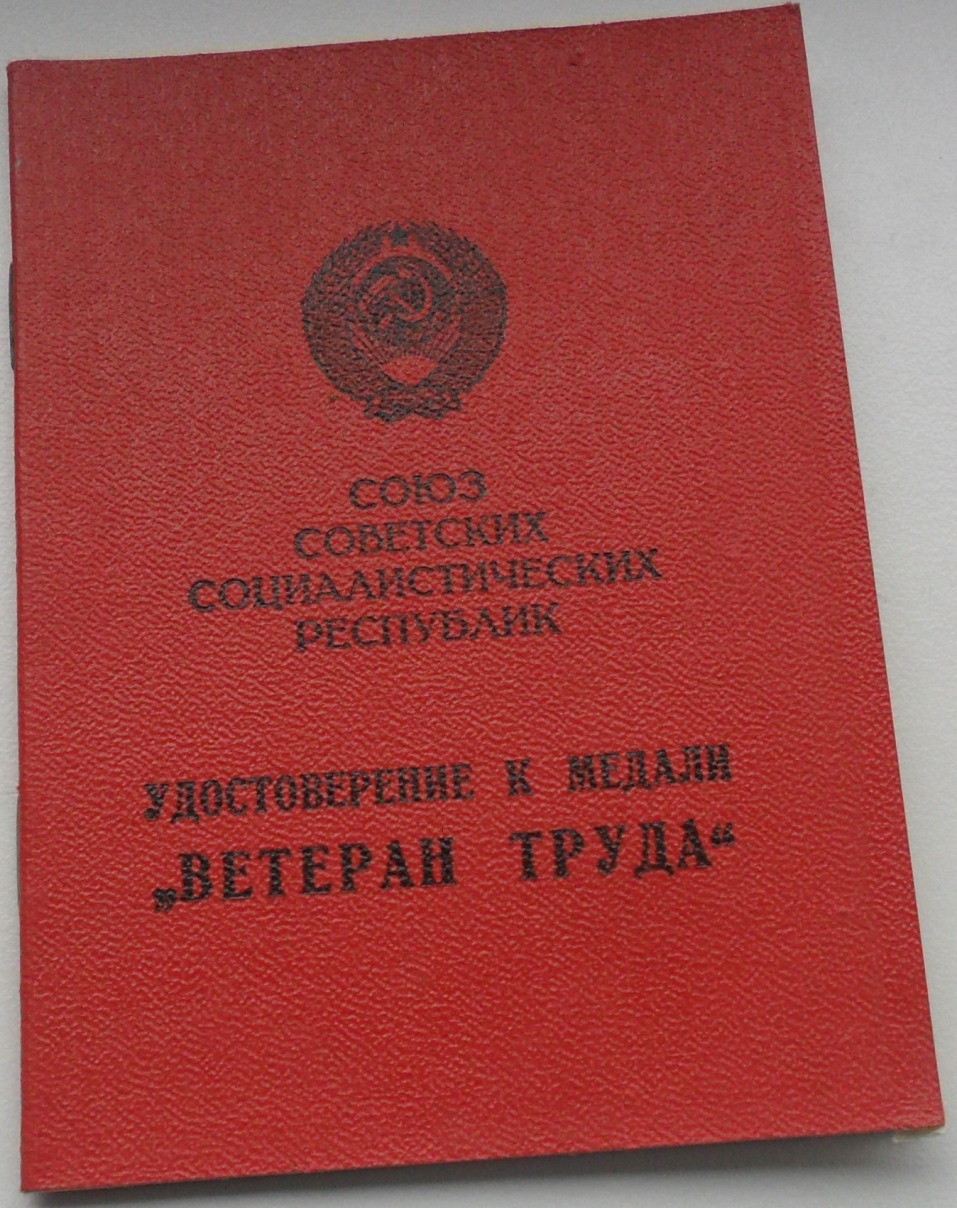 СОЮЗ
СОВЕТСКИХ
СОЦИАЛИСТИЧЕСКИХ
РЕСПУБЛИК
УДОСТОВЕРЕНИЕ К МЕДАЛИ
„ВЕТЕРАН ТРУДА“